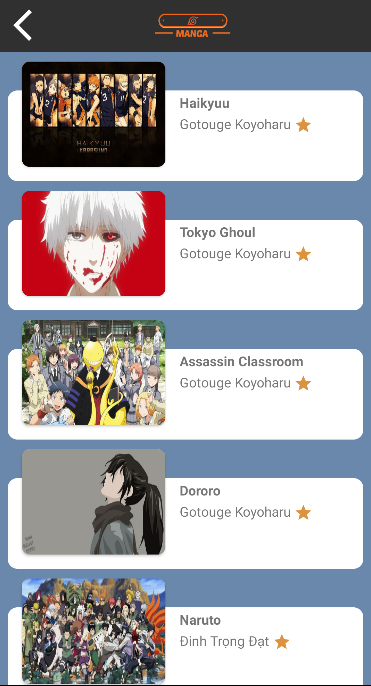 MANGA
HAIKYUU
Haikyuu
Gotouge Koyoharu
Tokyo Ghoul
Gotouge Koyoharu
Assassin Classroom
Gotouge Koyoharu
Dororo
Gotouge Koyoharu
Naruto
Đinh Trọng Đạt